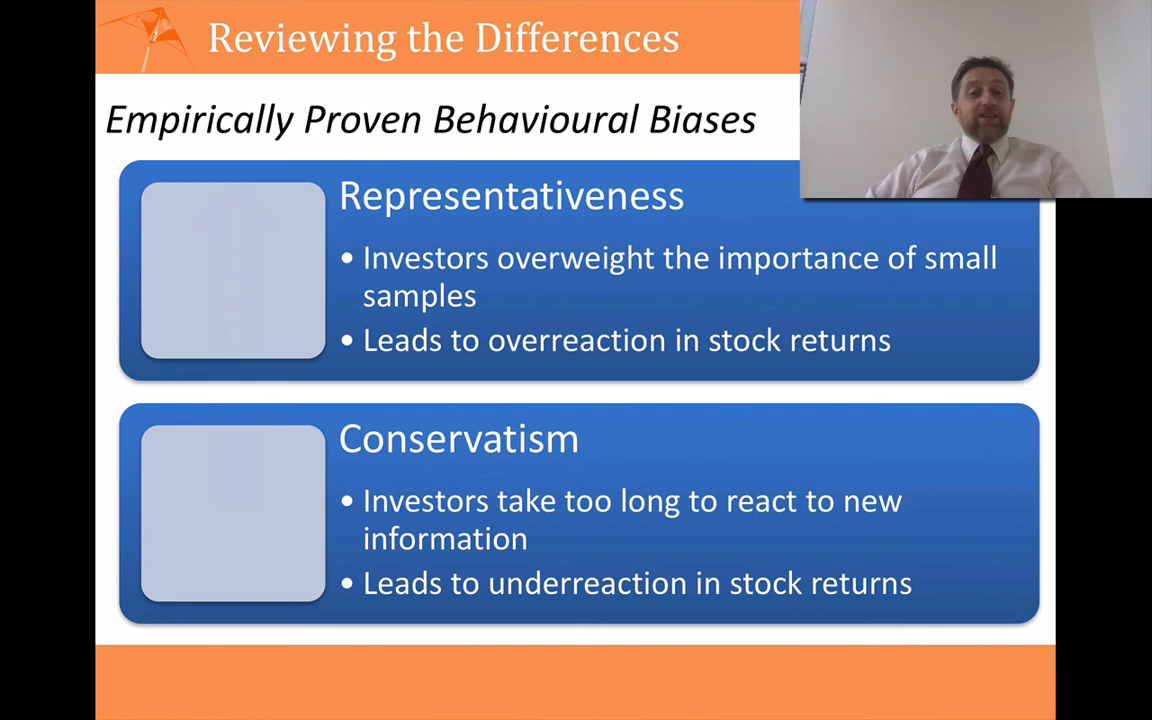 Reviewing the Differences
Empirically Proven Behavioural Biases
Representativeness
• Investors overweight the importance of small
samples
• Leads to overreaction in stock returns
Conservatism
• Investors take too long to react to new
information
• Leads to underreaction in stock returns